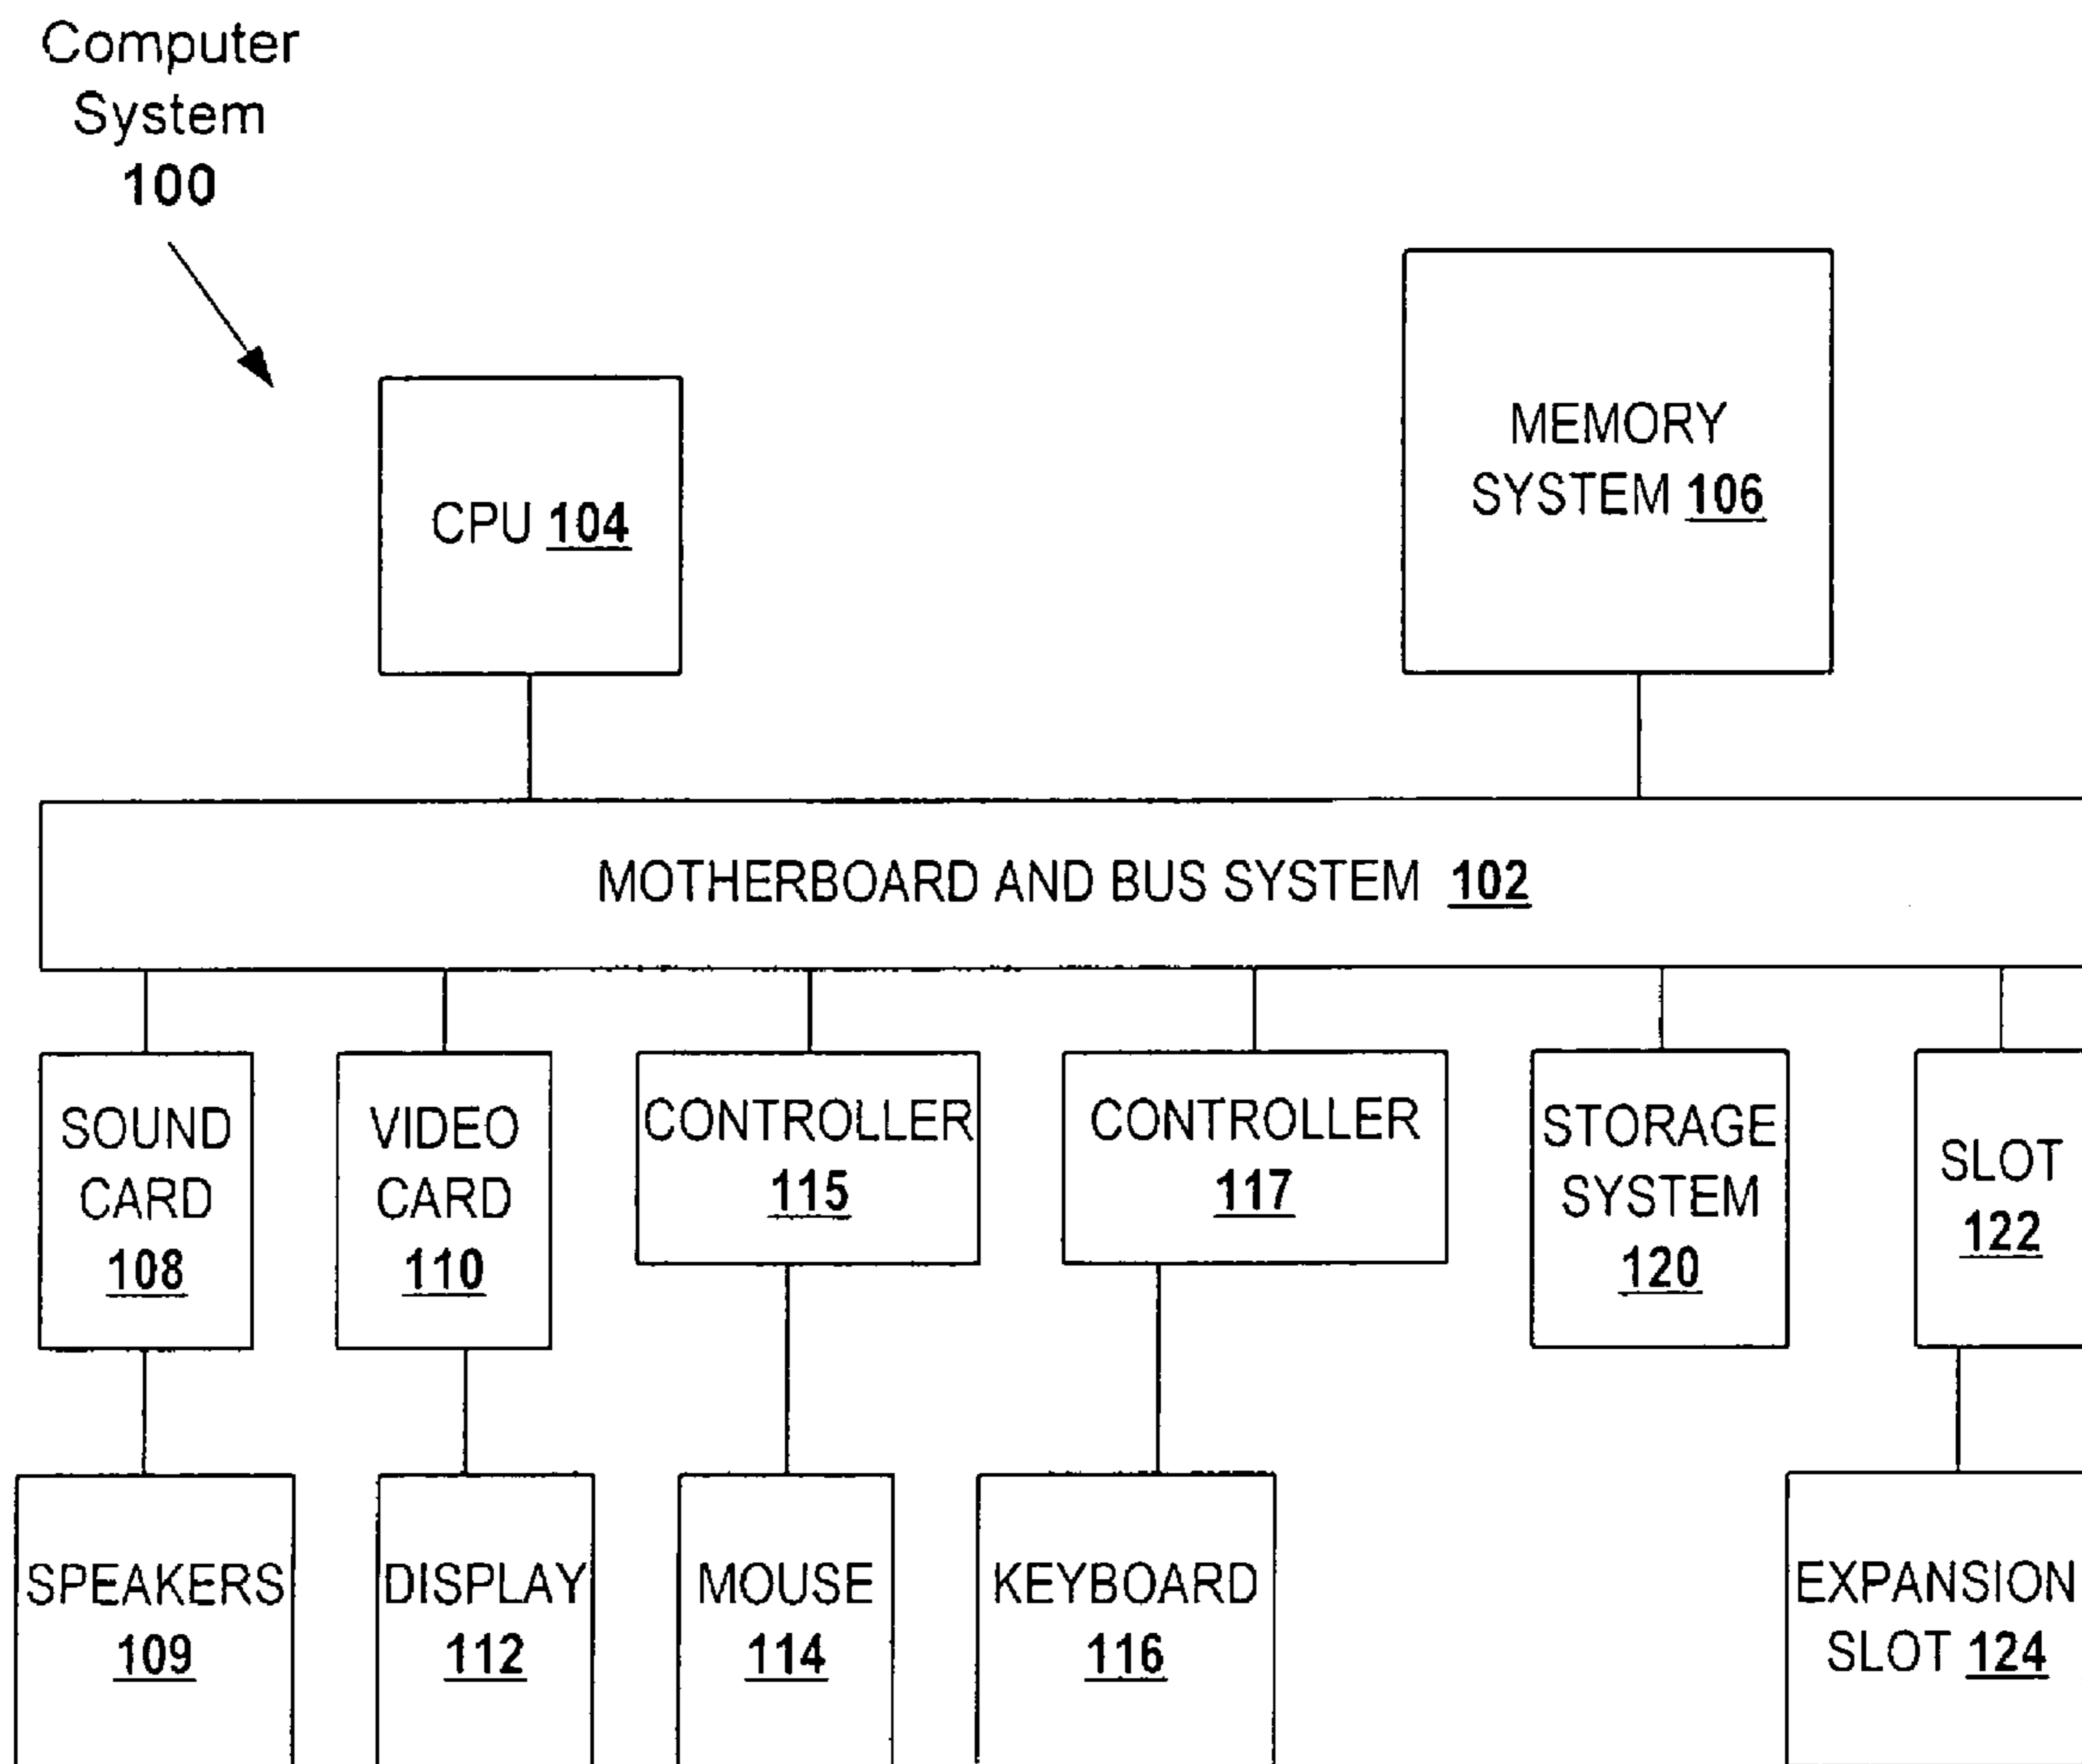 Computer
System
100
MEMORY
SYSTEM 106
CPU 104
MOTHERBOARD AND BUS SYSTEM 102
SOUND
CARD
108
VIDEO
CARD
110
CONTROLLER
115
CONTROLLER
117
STORAGE
SYSTEM
120
SLOT
122
SPEAKERS
109
DISPLAY
112
MOUSE
114
KEYBOARD
116
EXPANSION
SLOT 124